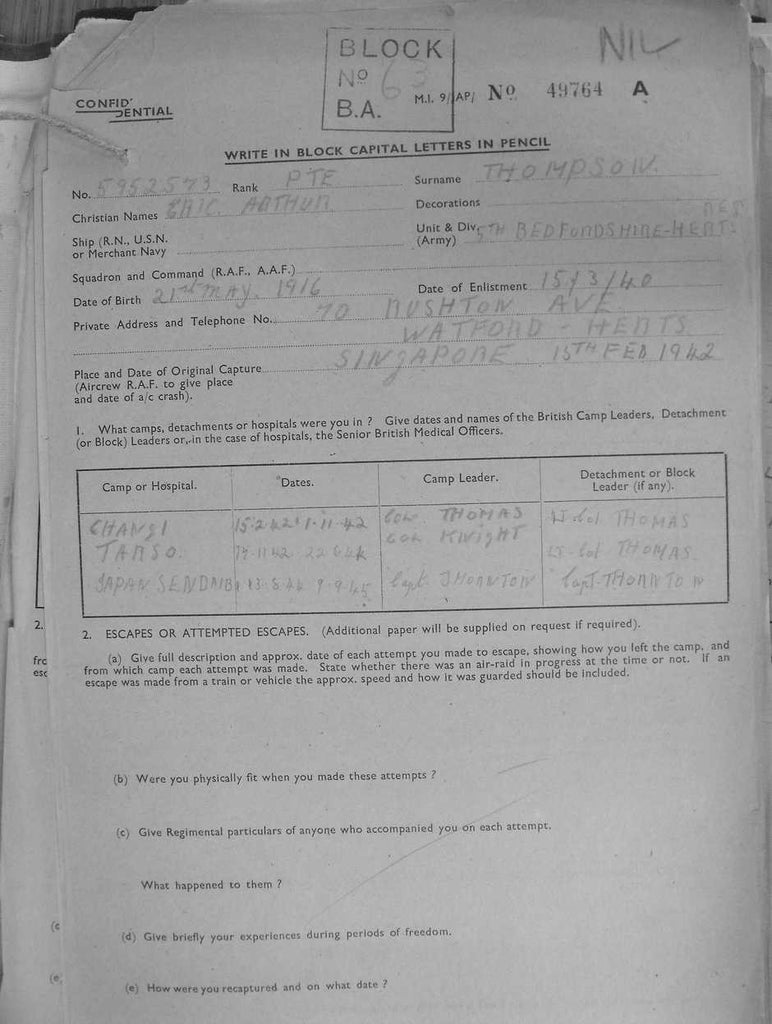 BLOCK
No 63
B.A.
NIL
M.I. 9/JAP/ No 49764 A
CONFID'
DENTIAL
WRITE IN BLOCK CAPITAL LETTERS IN PENCIL
No. 5952573 Rank PTE Surname THOMPSON.
Christian Names ERIC. ARTHUR Decorations
Ship (R.N., U.S.N. or Merchant Navy
Unit & Div. (Army) 5TH BEDFORDSHIRE-HERTS REG
Squadron and Command (R.A.F., A.A.F.)
Date of Birth 21st MAY. 1916 Date of Enlistment 15/3/40
Private Address and Telephone No. 70 RUSHTON AVE
WATFORD - HERTS
Place and Date of Original Capture SINGAPORE 15TH FEB 1942
(Aircrew R.A.F. to give place
and date of a/c crash).
1. What camps, detachments or hospitals were you in ? Give dates and names of the British Camp Leaders, Detachment
(or Block) Leaders or, in the case of hospitals, the Senior British Medical Officers.
Camp or Hospital. Dates. Camp Leader. Detachment or Block Leader (if any).
CHANGI 15-2-42 1-11-42 Col. THOMAS Lt. Col THOMAS
TARSO. 11-42 Col KNIGHT Lt-Col THOMAS
JAPAN SENDAI 9-9-45 Capt. THORNTON Capt. THORNTON
2.
2. ESCAPES OR ATTEMPTED ESCAPES. (Additional paper will be supplied on request if required).
(a) Give full description and approx. date of each attempt you made to escape, showing how you left the camp, and
from which camp each attempt was made. State whether there was an air-raid in progress at the time or not. If an
escape was made from a train or vehicle the approx. speed and how it was guarded should be included.
frc
esc
(b) Were you physically fit when you made these attempts ?
(c) Give Regimental particulars of anyone who accompanied you on each attempt.
What happened to them ?
(c
(d) Give briefly your experiences during periods of freedom.
(e
(e) How were you recaptured and on what date ?